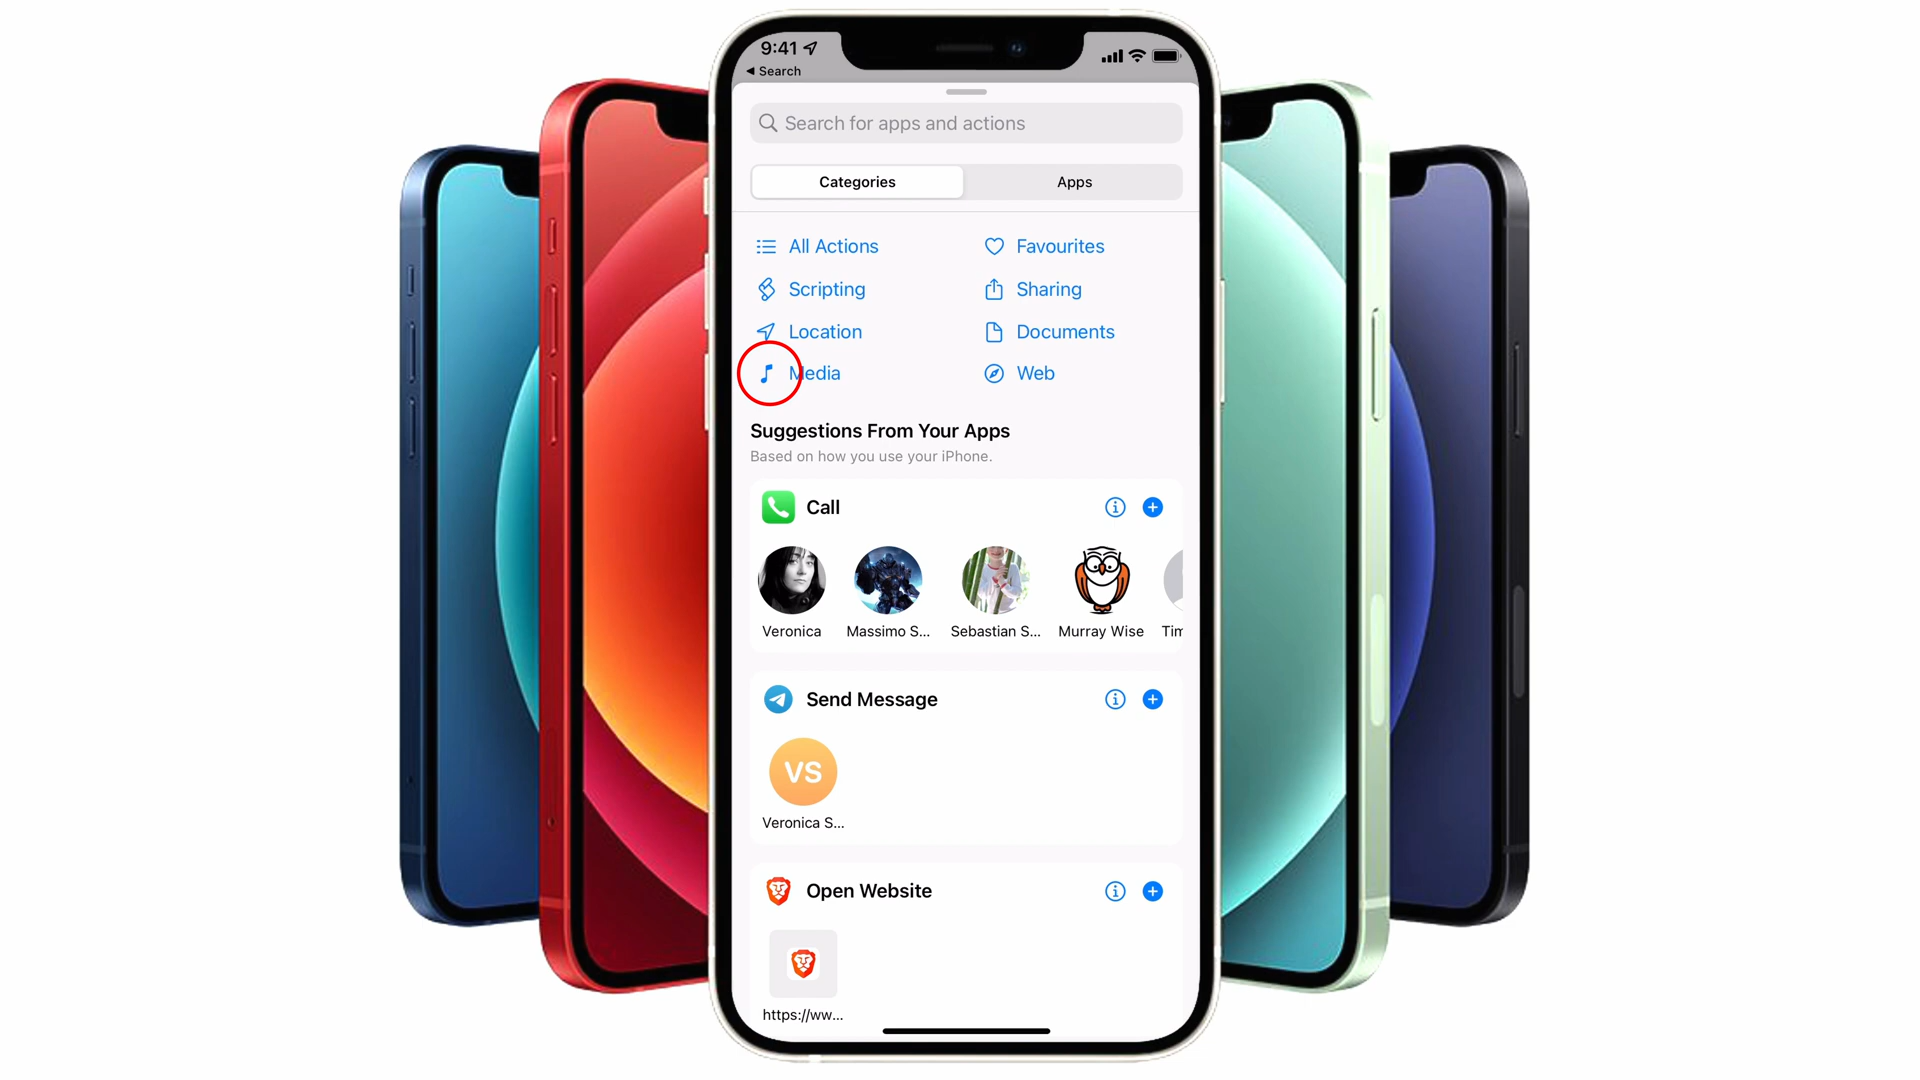 9:41
Search
Search for apps and actions
Categories
Apps
All Actions
Favourites
Scripting
Sharing
Location
Documents
Media
Web
Suggestions From Your Apps
Based on how you use your iPhone.
Call
Veronica
Massimo S...
Sebastian S...
Murray Wise
Tim
Send Message
VS
Veronica S...
Open Website
https://ww...